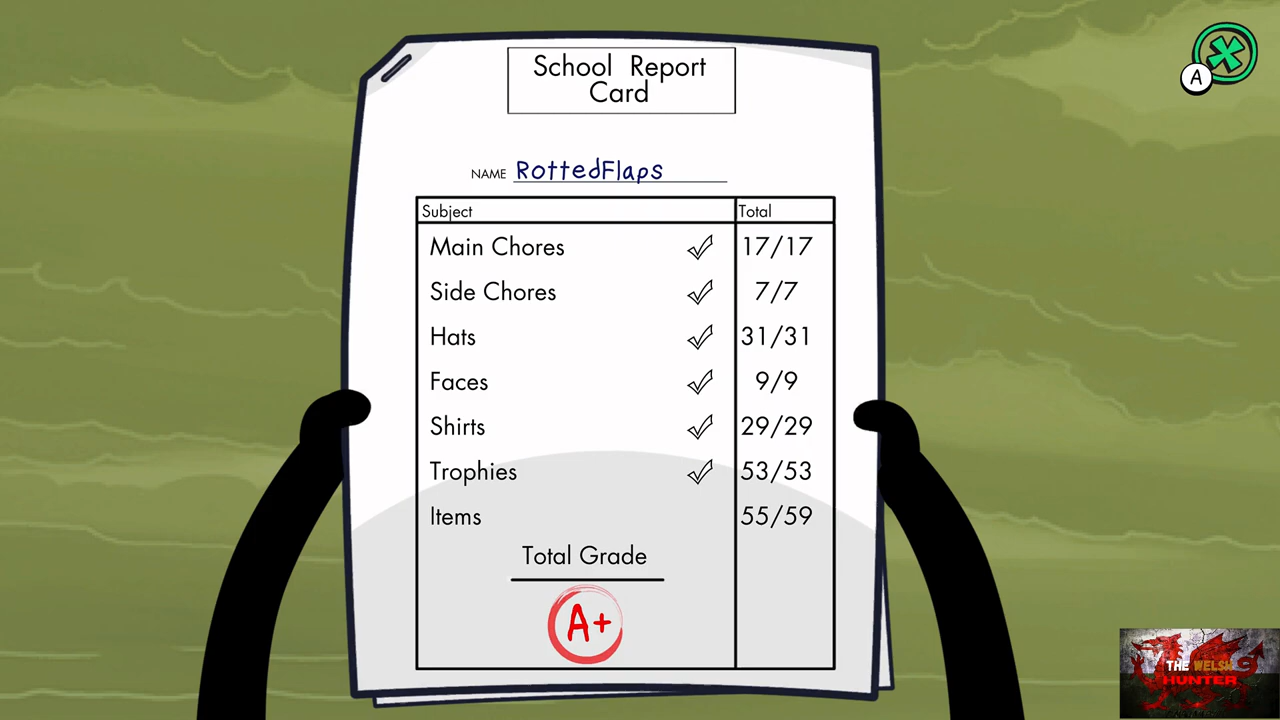 School Report
Card
A
NAME RottedFlaps
Subject Total
Main Chores 17/17
Side Chores 7/7
Hats 31/31
Faces 9/9
Shirts 29/29
Trophies 53/53
Items 55/59
Total Grade
A+
THE WELSH
HUNTER